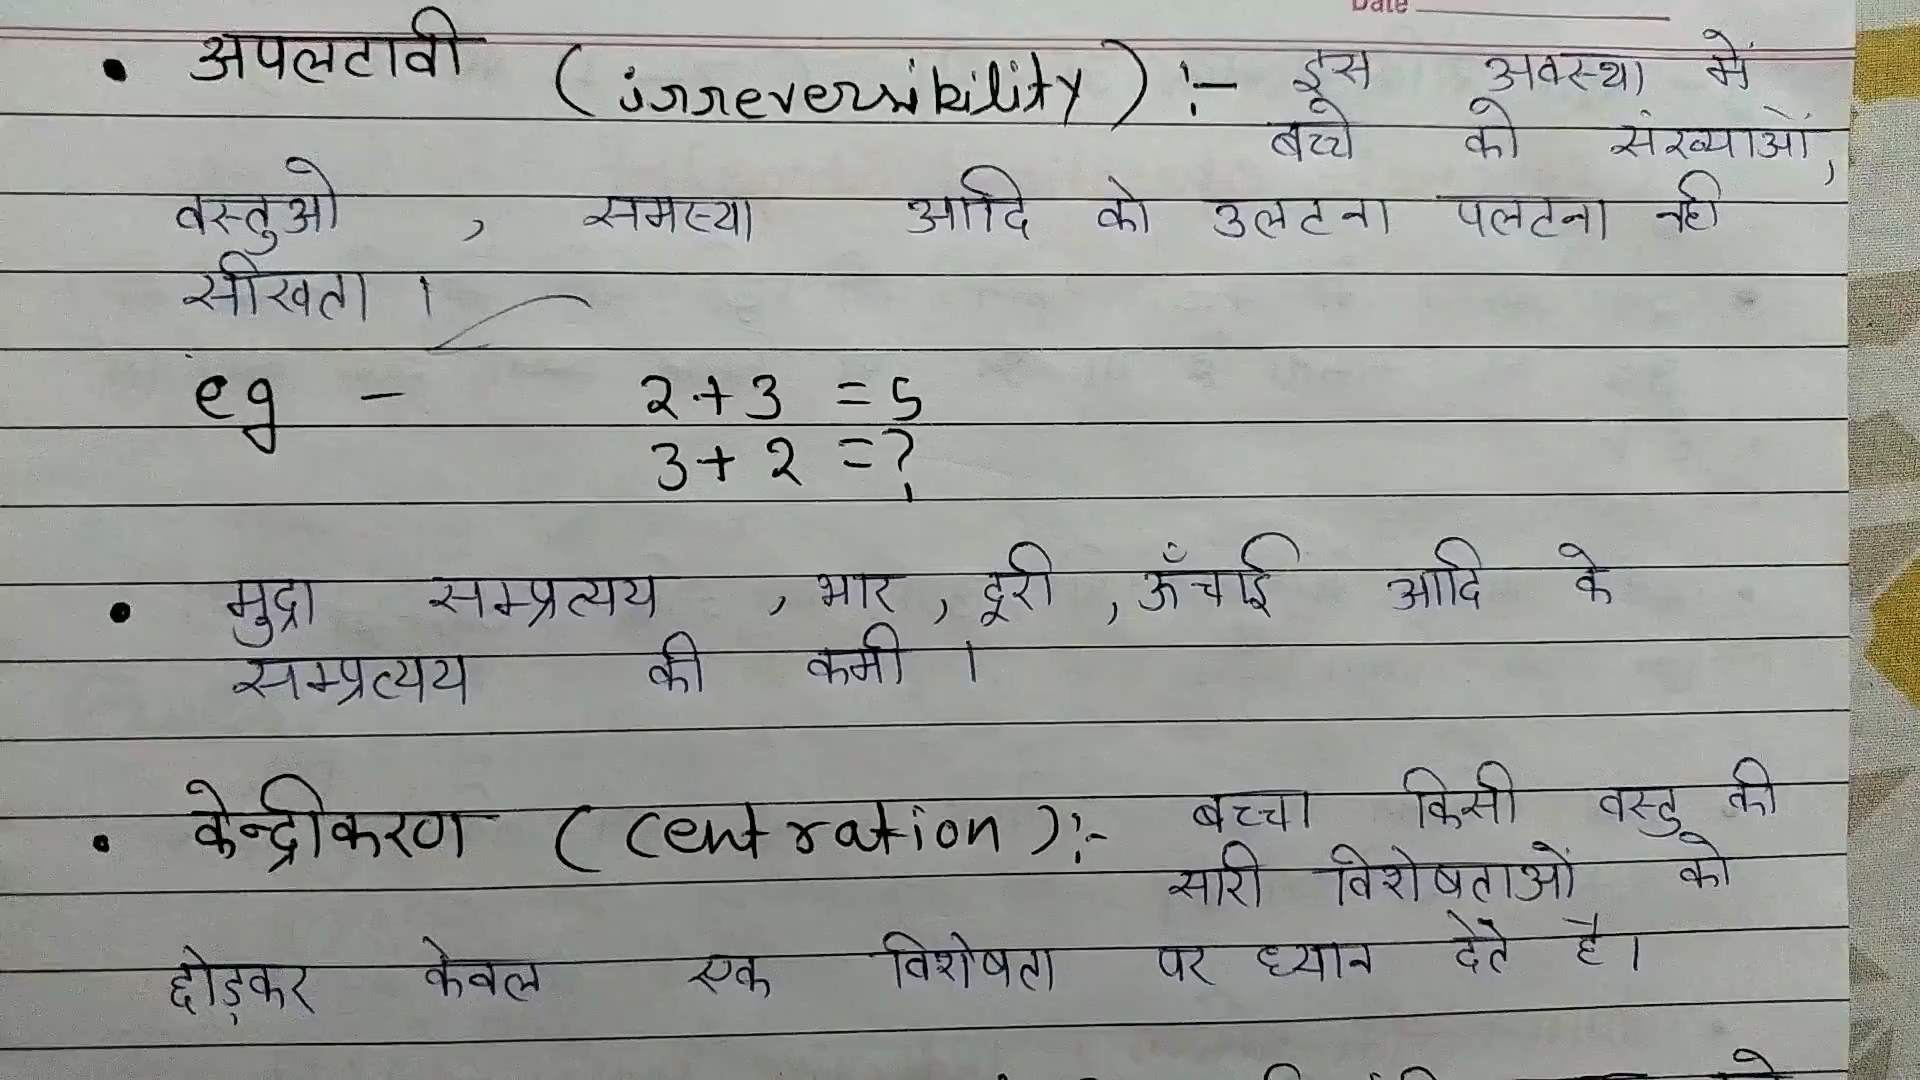 Date
• अपलटावी (irreversibility) :- इस अवस्था में
बच्चे को संख्याओं,
वस्तुओ , समस्या आदि को उलटना पलटना नही
सीखता ।
eg - 2+3 = 5
3+2 = ?
• मुद्रा सम्प्रत्यय , भार , दूरी , ऊँचाई आदि के
सम्प्रत्यय की कमी ।
• केन्द्रीकरण (Centration) :- बच्चा किसी वस्तु की
सारी विशेषताओं को
छोड़कर केवल एक विशेषता पर ध्यान देते है।